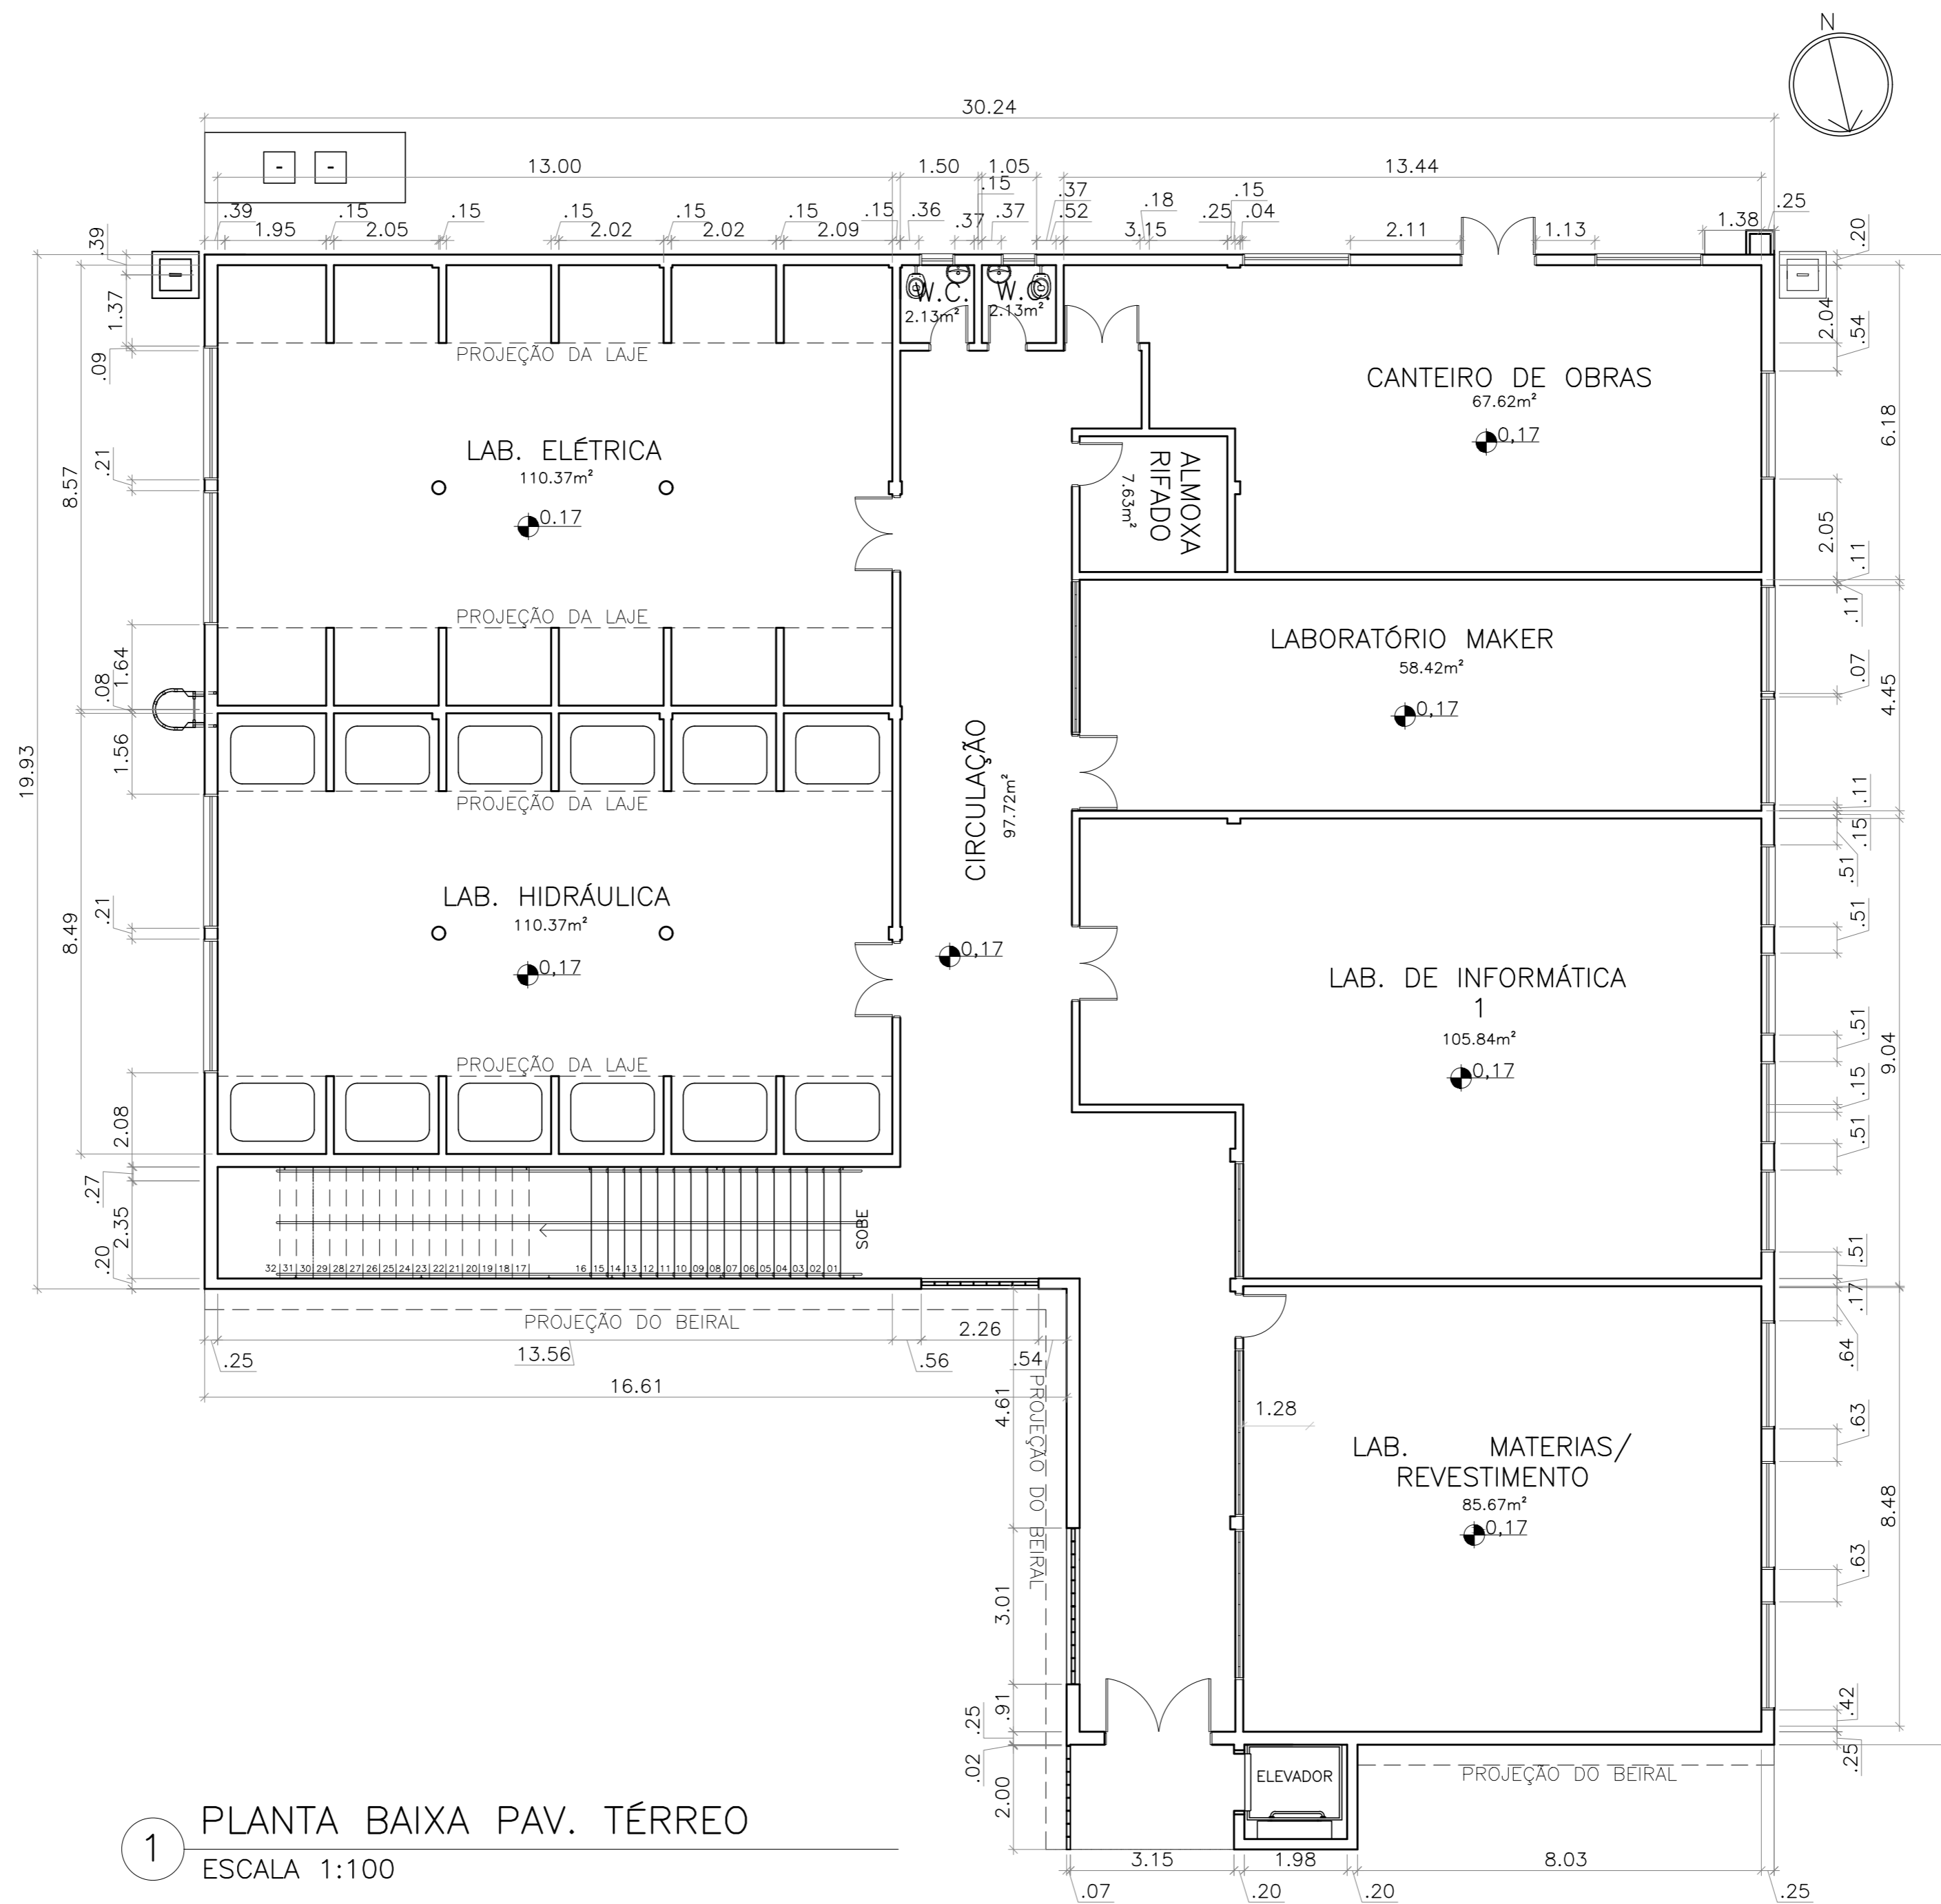 N
30.24
13.00
1.50
1.05
13.44
.15
.37
.18
.15
.25
.39
.15
.15
.15
.15
.15
.15
.36
.37
.37
.52
.25
.04
1.38
.20
1.95
2.05
2.02
2.02
2.09
3.15
2.11
1.13
.39
1.37
.09
W.C.
2.13m²
W.C.
2.13m²
PROJEÇÃO DA LAJE
2.04
.54
CANTEIRO DE OBRAS
67.62m²
0,17
6.18
LAB. ELÉTRICA
110.37m²
0.17
ALMOXA
RIFADO
7.63m²
8.57
.21
2.05
.11
.11
PROJEÇÃO DA LAJE
LABORATÓRIO MAKER
58.42m²
0,17
1.64
.08
.07
4.45
1.56
19.93
PROJEÇÃO DA LAJE
CIRCULAÇÃO
97.72m²
0,17
.11
.15
.51
LAB. HIDRÁULICA
110.37m²
0,17
8.49
.21
.51
LAB. DE INFORMÁTICA
1
105.84m²
0,17
.51
9.04
.15
.51
PROJEÇÃO DA LAJE
2.08
.27
2.35
.20
SOBE
32 31 30 29 28 27 26 25 24 23 22 21 20 19 18 17
16 15 14 13 12 11 10 09 08 07 06 05 04 03 02 01
.51
.17
.64
PROJEÇÃO DO BEIRAL
.25
13.56
.56
2.26
.54
16.61
4.61
PROJEÇÃO DO BEIRAL
PROJEÇÃO DO BEIRAL
1.28
LAB. MATERIAS/
REVESTIMENTO
85.67m²
0,17
.63
8.48
.63
3.01
.91
.25
.02
2.00
.42
.25
ELEVADOR
PROJEÇÃO DO BEIRAL
3.15
1.98
8.03
.07
.20
.20
.25
1
PLANTA BAIXA PAV. TÉRREO
ESCALA 1:100